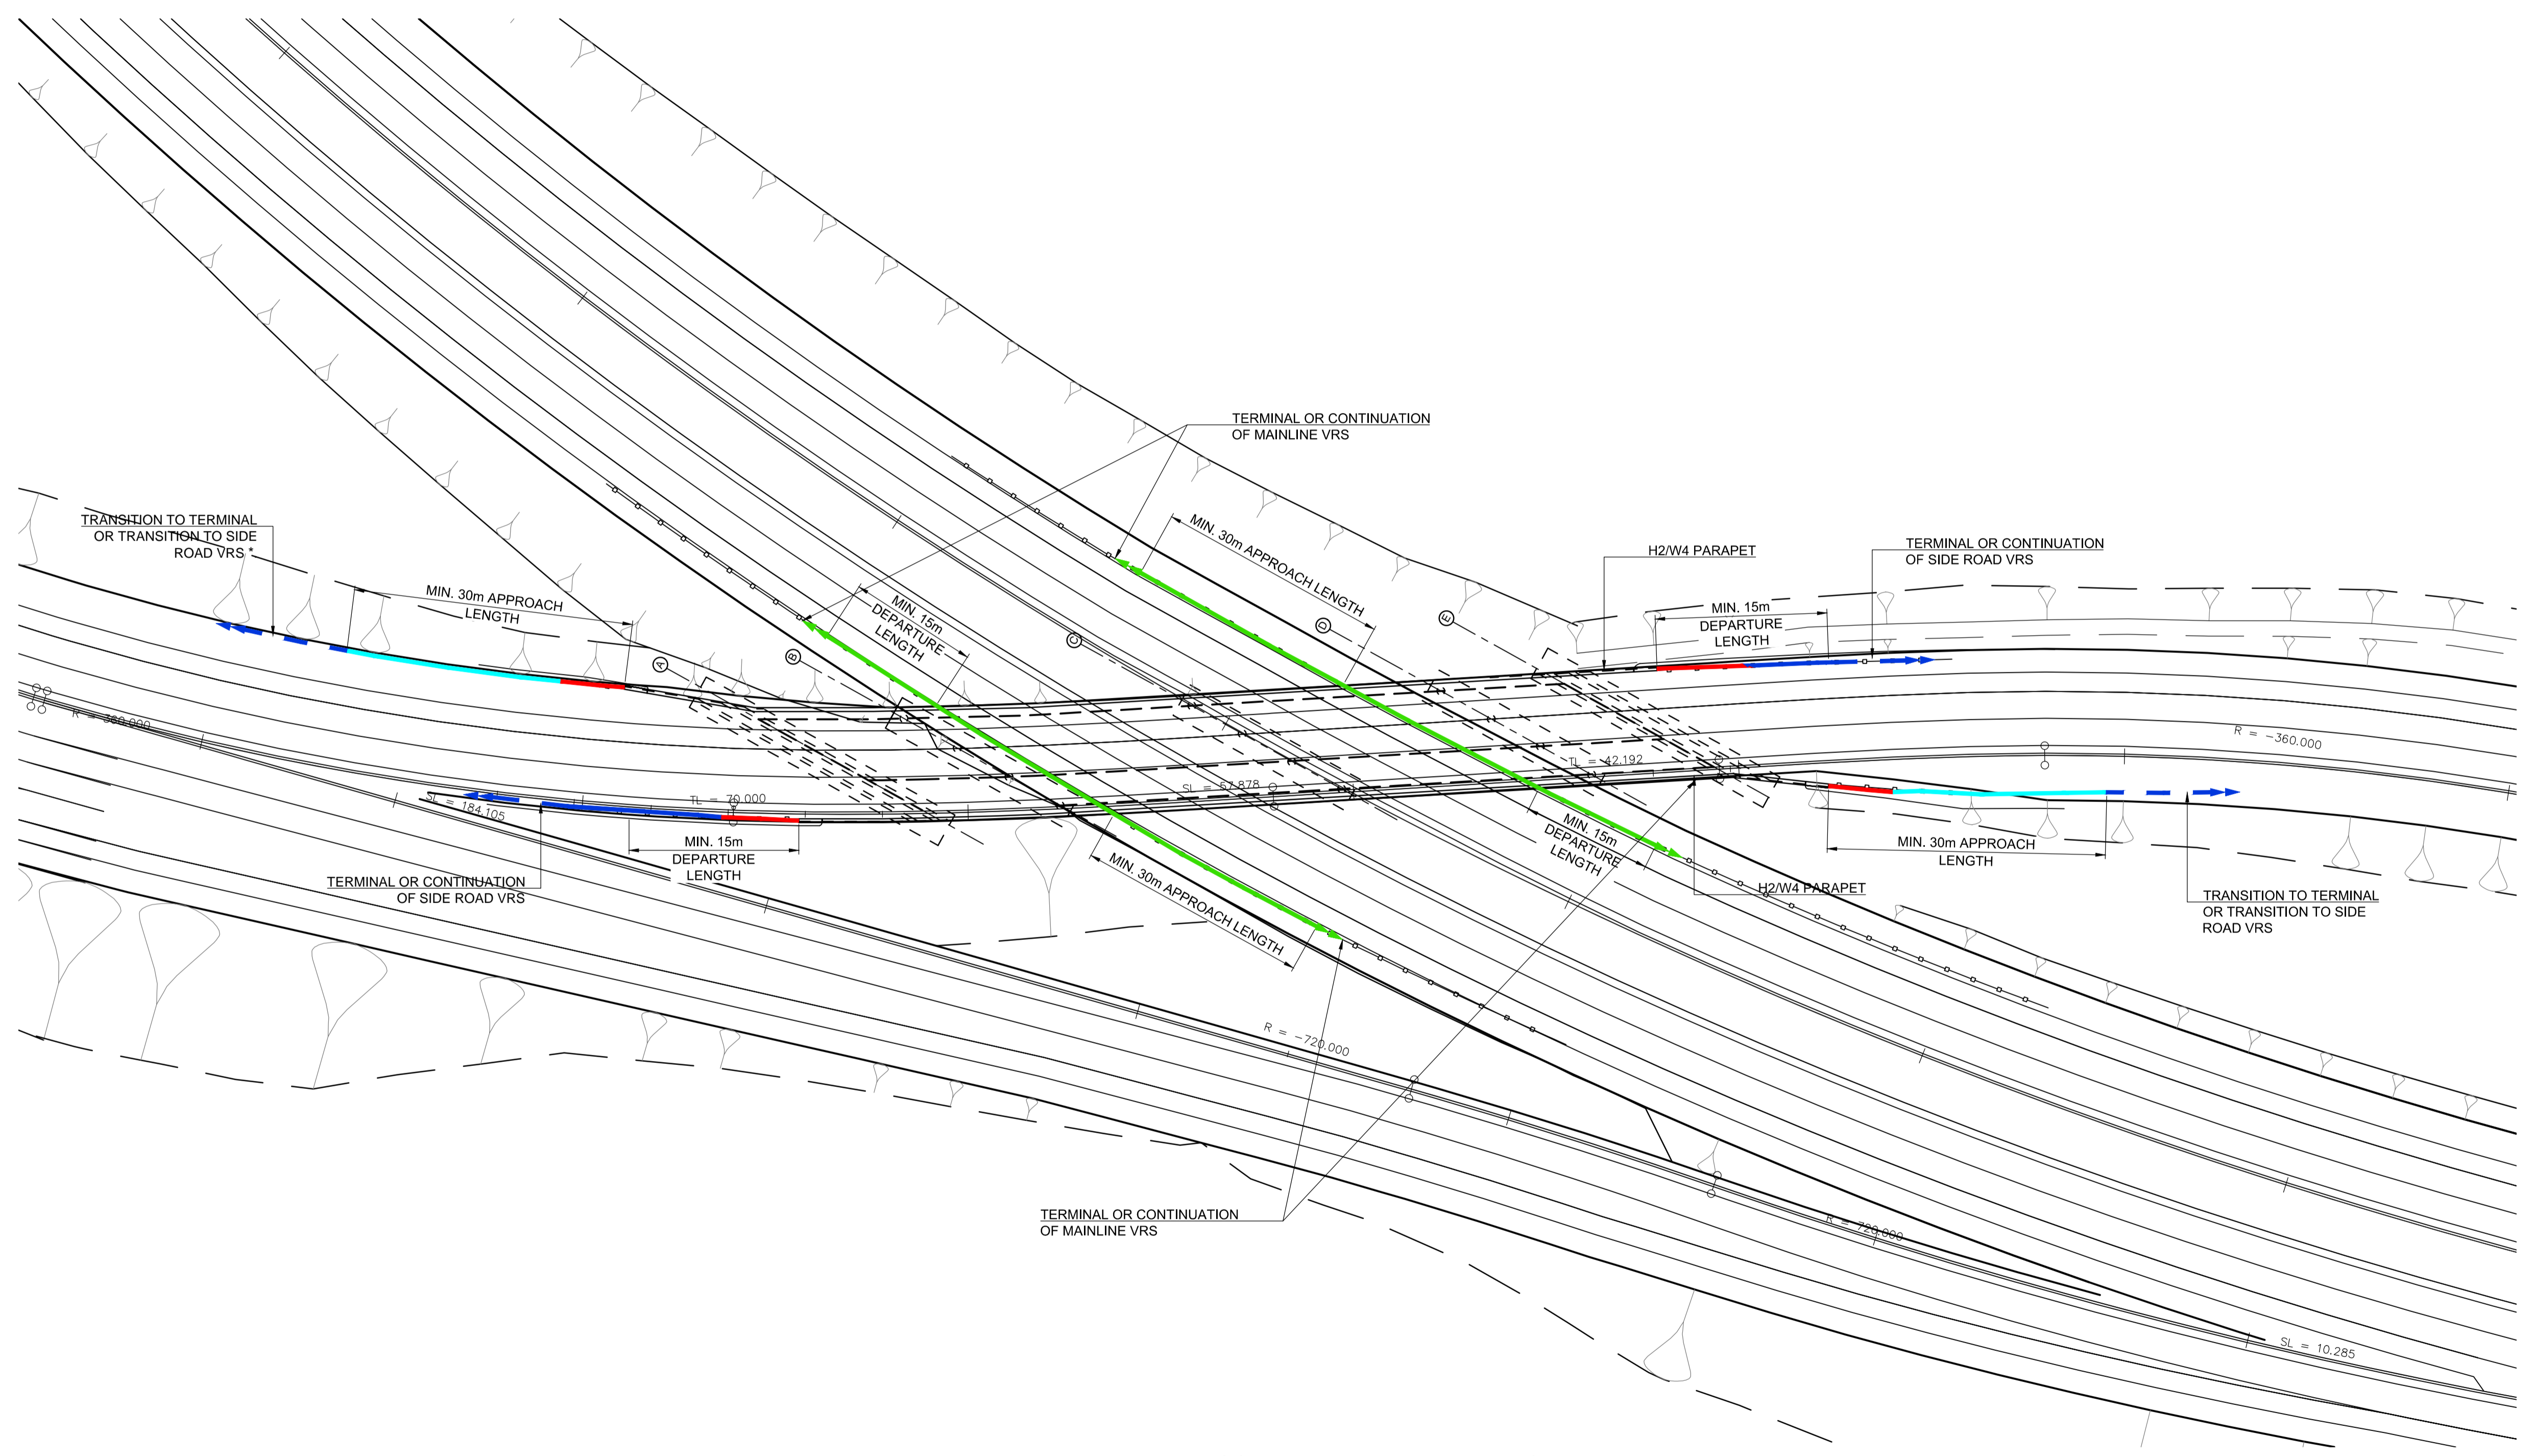 TERMINAL OR CONTINUATION
OF MAINLINE VRS
TRANSITION TO TERMINAL
OR TRANSITION TO SIDE
ROAD VRS *
MIN. 30m APPROACH
LENGTH
MIN. 15m
DEPARTURE
LENGTH
MIN. 30m APPROACH LENGTH
H2/W4 PARAPET
TERMINAL OR CONTINUATION
OF SIDE ROAD VRS
MIN. 15m
DEPARTURE
LENGTH
A
B
C
D
E
R = -360.000
R = -360.000
TL = 42.192
SL = 57.878
TL = 70.000
SL = 184.105
MIN. 15m
DEPARTURE
LENGTH
TERMINAL OR CONTINUATION
OF SIDE ROAD VRS
MIN. 30m APPROACH LENGTH
MIN. 15m
DEPARTURE
LENGTH
MIN. 30m APPROACH
LENGTH
H2/W4 PARAPET
TRANSITION TO TERMINAL
OR TRANSITION TO SIDE
ROAD VRS
R = -720.000
TERMINAL OR CONTINUATION
OF MAINLINE VRS
R = 720.000
SL = 10.285